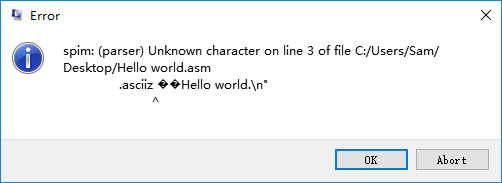 Error
spim: (parser) Unknown character on line 3 of file C:/Users/Sam/
Desktop/Hello world.asm
.asciiz ��Hello world.\n"
^
OK
Abort